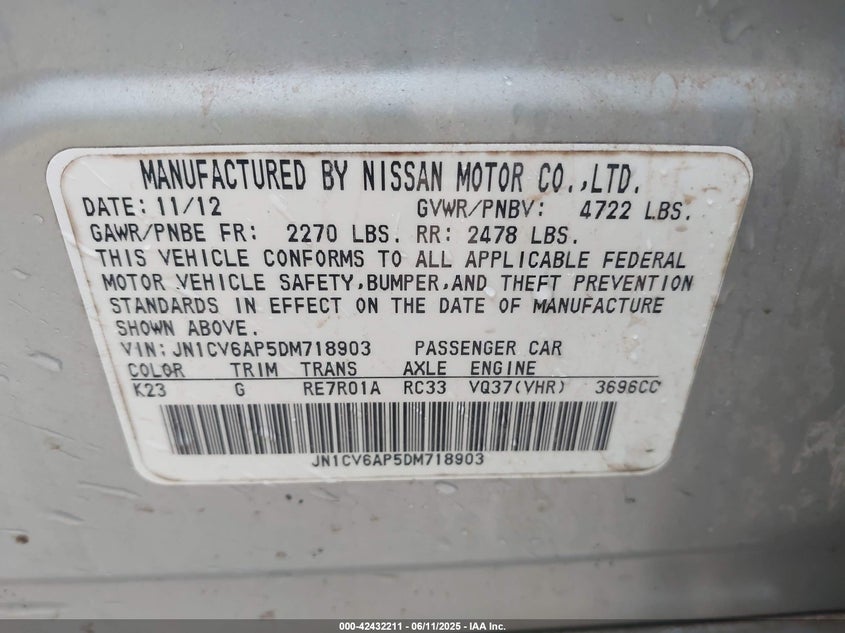 MANUFACTURED BY NISSAN MOTOR CO.,LTD.
DATE: 11/12 GVWR/PNBV: 4722 LBS.
GAWR/PNBE FR: 2270 LBS. RR: 2478 LBS.
THIS VEHICLE CONFORMS TO ALL APPLICABLE FEDERAL
MOTOR VEHICLE SAFETY,BUMPER,AND THEFT PREVENTION
STANDARDS IN EFFECT ON THE DATE OF MANUFACTURE
SHOWN ABOVE.
VIN: JN1CV6AP5DM718903 PASSENGER CAR
COLOR TRIM TRANS AXLE ENGINE
K23 G RE7R01A RC33 VQ37(VHR) 3696CC
JN1CV6AP5DM718903
000-42432211 - 06/11/2025 - IAA Inc.